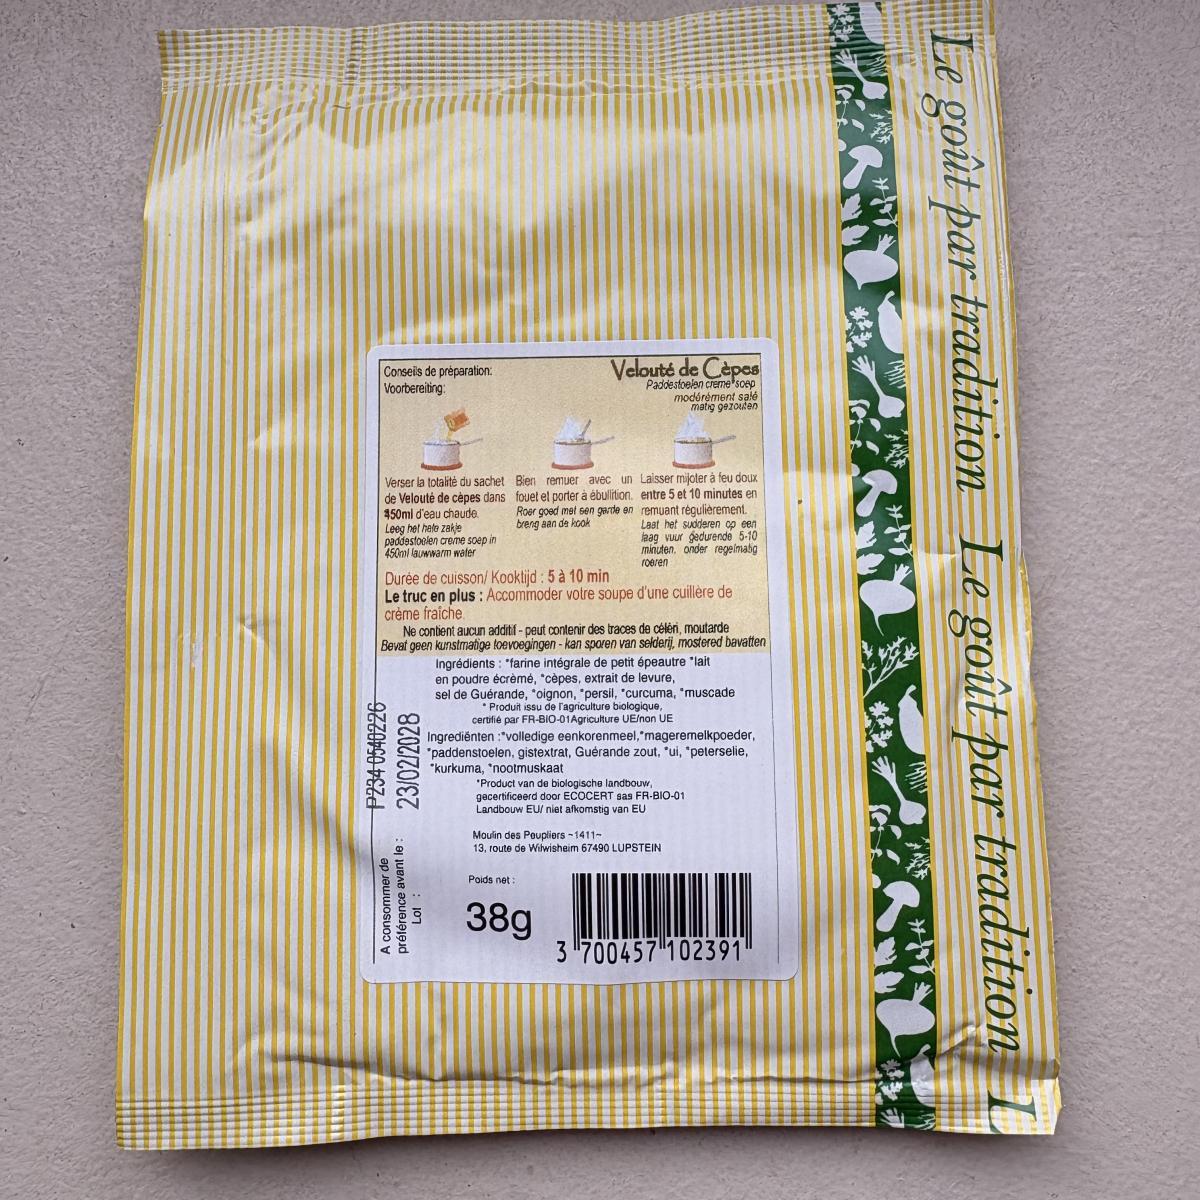 Le goût par tradition Le goût par tradition L
Conseils de préparation:
Voorbereiting:
Velouté de Cèpes
Paddestoelen creme soep
modérément salé
matig gezouten
Verser la totalité du sachet
de Velouté de cèpes dans
450ml d'eau chaude.
Leeg het hele zakje
paddestoelen creme soep in
450ml lauwwarm water
Bien remuer avec un
fouet et porter à ébullition.
Roer goed met een garde en
breng aan de kook
Laisser mijoter à feu doux
entre 5 et 10 minutes en
remuant régulièrement.
Laat het sudderen op een
laag vuur gedurende 5-10
minuten, onder regelmatig
roeren
Durée de cuisson/ Kooktijd : 5 à 10 min
Le truc en plus : Accommoder votre soupe d'une cuillère de
crème fraîche.
Ne contient aucun additif - peut contenir des traces de céléri, moutarde
Bevat geen kunstmatige toevoegingen - kan sporen van selderij, mostered bavatten
Ingrédients : *farine intégrale de petit épeautre *lait
en poudre écrèmé, *cèpes, extrait de levure,
sel de Guérande, *oignon, *persil, *curcuma, *muscade
* Produit issu de l'agriculture biologique,
certifié par FR-BIO-01Agriculture UE/non UE
Ingrediënten :*volledige eenkorenmeel,*mageremelkpoeder,
*paddenstoelen, gistextrat, Guérande zout, *ui, *peterselie,
*kurkuma, *nootmuskaat
*Product van de biologische landbouw,
gecertificeerd door ECOCERT sas FR-BIO-01
Landbouw EU/ niet afkomstig van EU
Moulin des Peupliers ~1411~
13, route de Wilwisheim 67490 LUPSTEIN
Poids net :
38g
3 700457 102391
A consommer de
préférence avant le :
Lot :
P234 0540226
23/02/2028